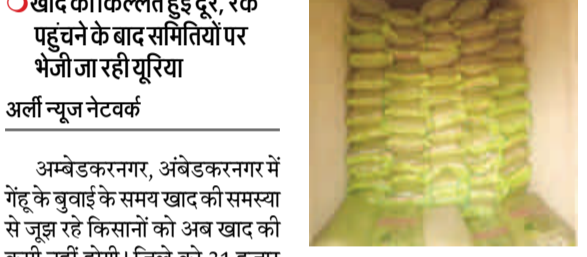 खाद की किल्लत हुई दूर, रैक
पहुंचने के बाद समितियों पर
भेजी जा रही यूरिया
अर्ली न्यूज नेटवर्क
अम्बेडकरनगर, अंबेडकरनगर में
गेंहू के बुवाई के समय खाद की समस्या
से जूझ रहे किसानों को अब खाद की